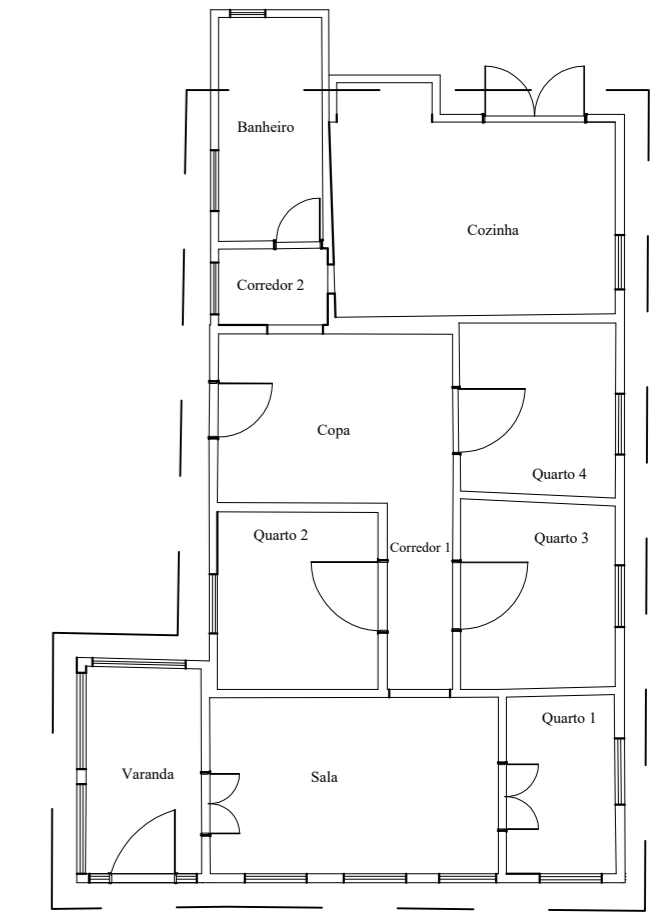 Banheiro
Cozinha
Corredor 2
Copa
Quarto 4
Quarto 2
Quarto 3
Corredor 1
Quarto 1
Varanda
Sala